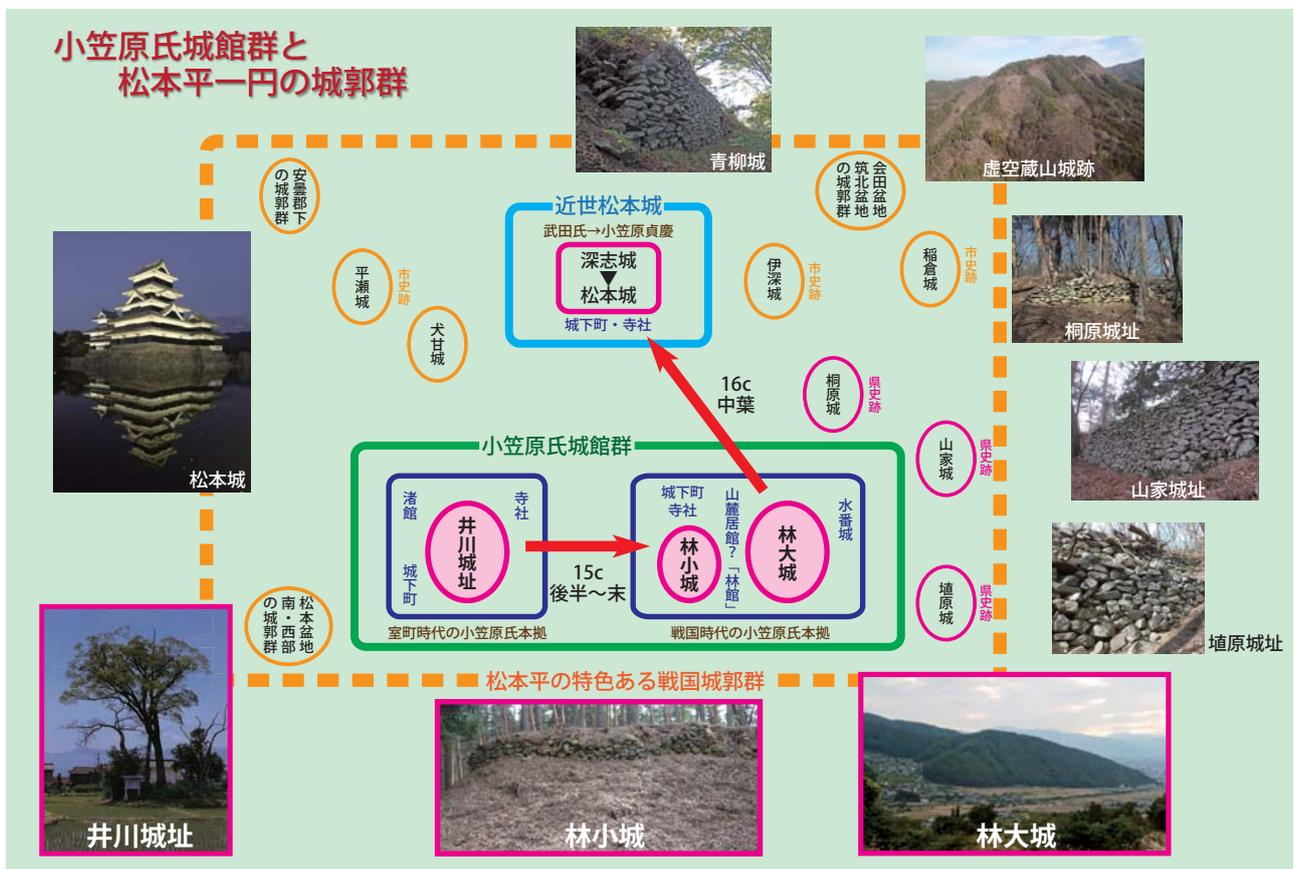 小笠原氏城館群と
松本平一円の城郭群
青柳城
虚空蔵山城跡
安曇郡下
の城郭群
近世松本城
武田氏→小笠原貞慶
深志城
▼
松本城
城下町・寺社
会田盆地
筑北盆地
の城郭群
平瀬城
市史跡
伊深城
市史跡
稲倉城
市史跡
犬甘城
桐原城址
松本城
16c
中葉
桐原城
県史跡
山家城
県史跡
山家城址
小笠原氏城館群
渚館
井川城址
寺社
城下町
15c
後半〜末
城下町
寺社
林小城
山麓居館?「林館」
林大城
水番城
室町時代の小笠原氏本拠
戦国時代の小笠原氏本拠
埴原城
県史跡
埴原城址
松本盆地
南・西部
の城郭群
松本平の特色ある戦国城郭群
井川城址
林小城
林大城